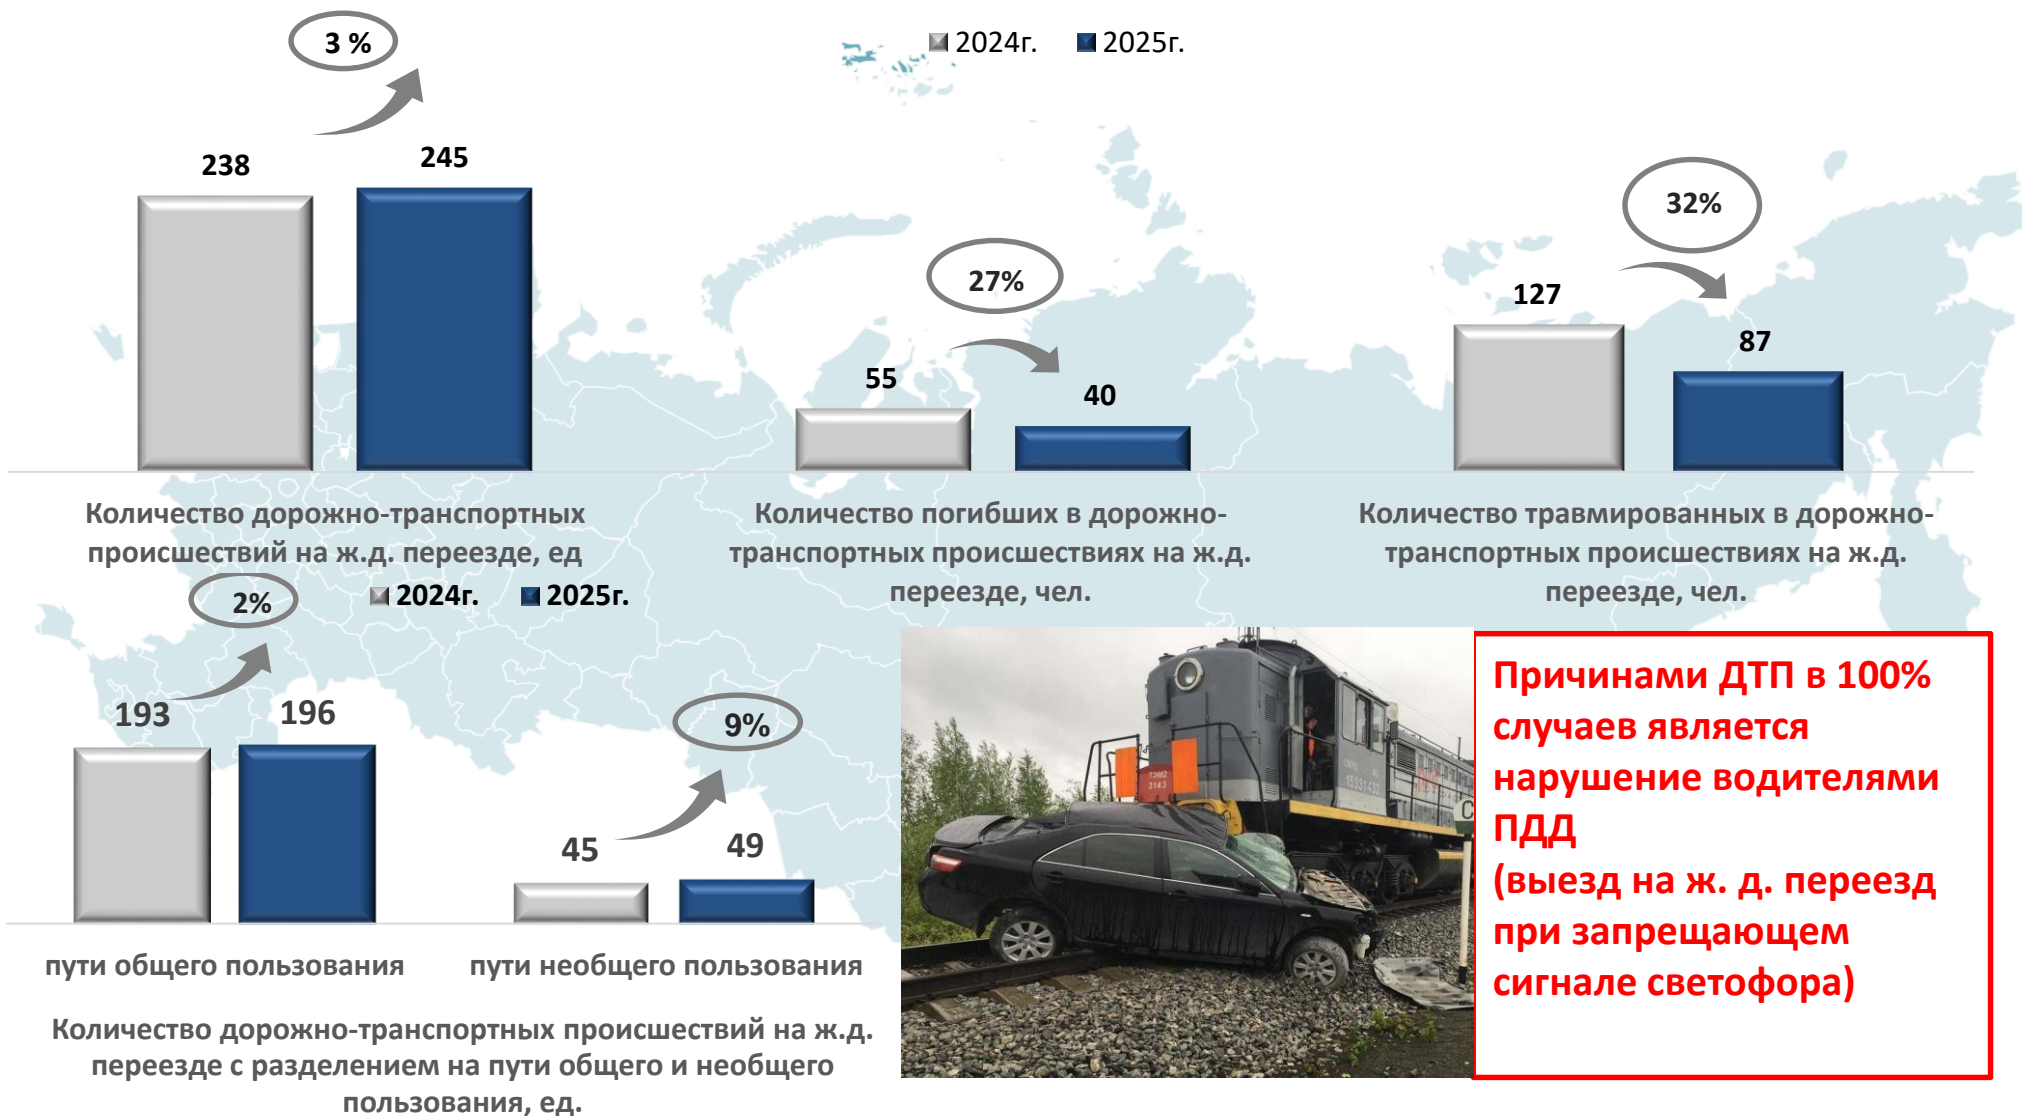 3 %
2024г. 2025г.
238
245
27%
55
40
32%
127
87
Количество дорожно-транспортных
происшествий на ж.д. переезде, ед
Количество погибших в дорожно-
транспортных происшествиях на ж.д.
переезде, чел.
Количество травмированных в дорожно-
транспортных происшествиях на ж.д.
переезде, чел.
2%
2024г. 2025г.
193
196
9%
45
49
пути общего пользования
пути необщего пользования
Количество дорожно-транспортных происшествий на ж.д.
переезде с разделением на пути общего и необщего
пользования, ед.
ТЭМ2
3143
Причинами ДТП в 100%
случаев является
нарушение водителями
ПДД
(выезд на ж. д. переезд
при запрещающем
сигнале светофора)